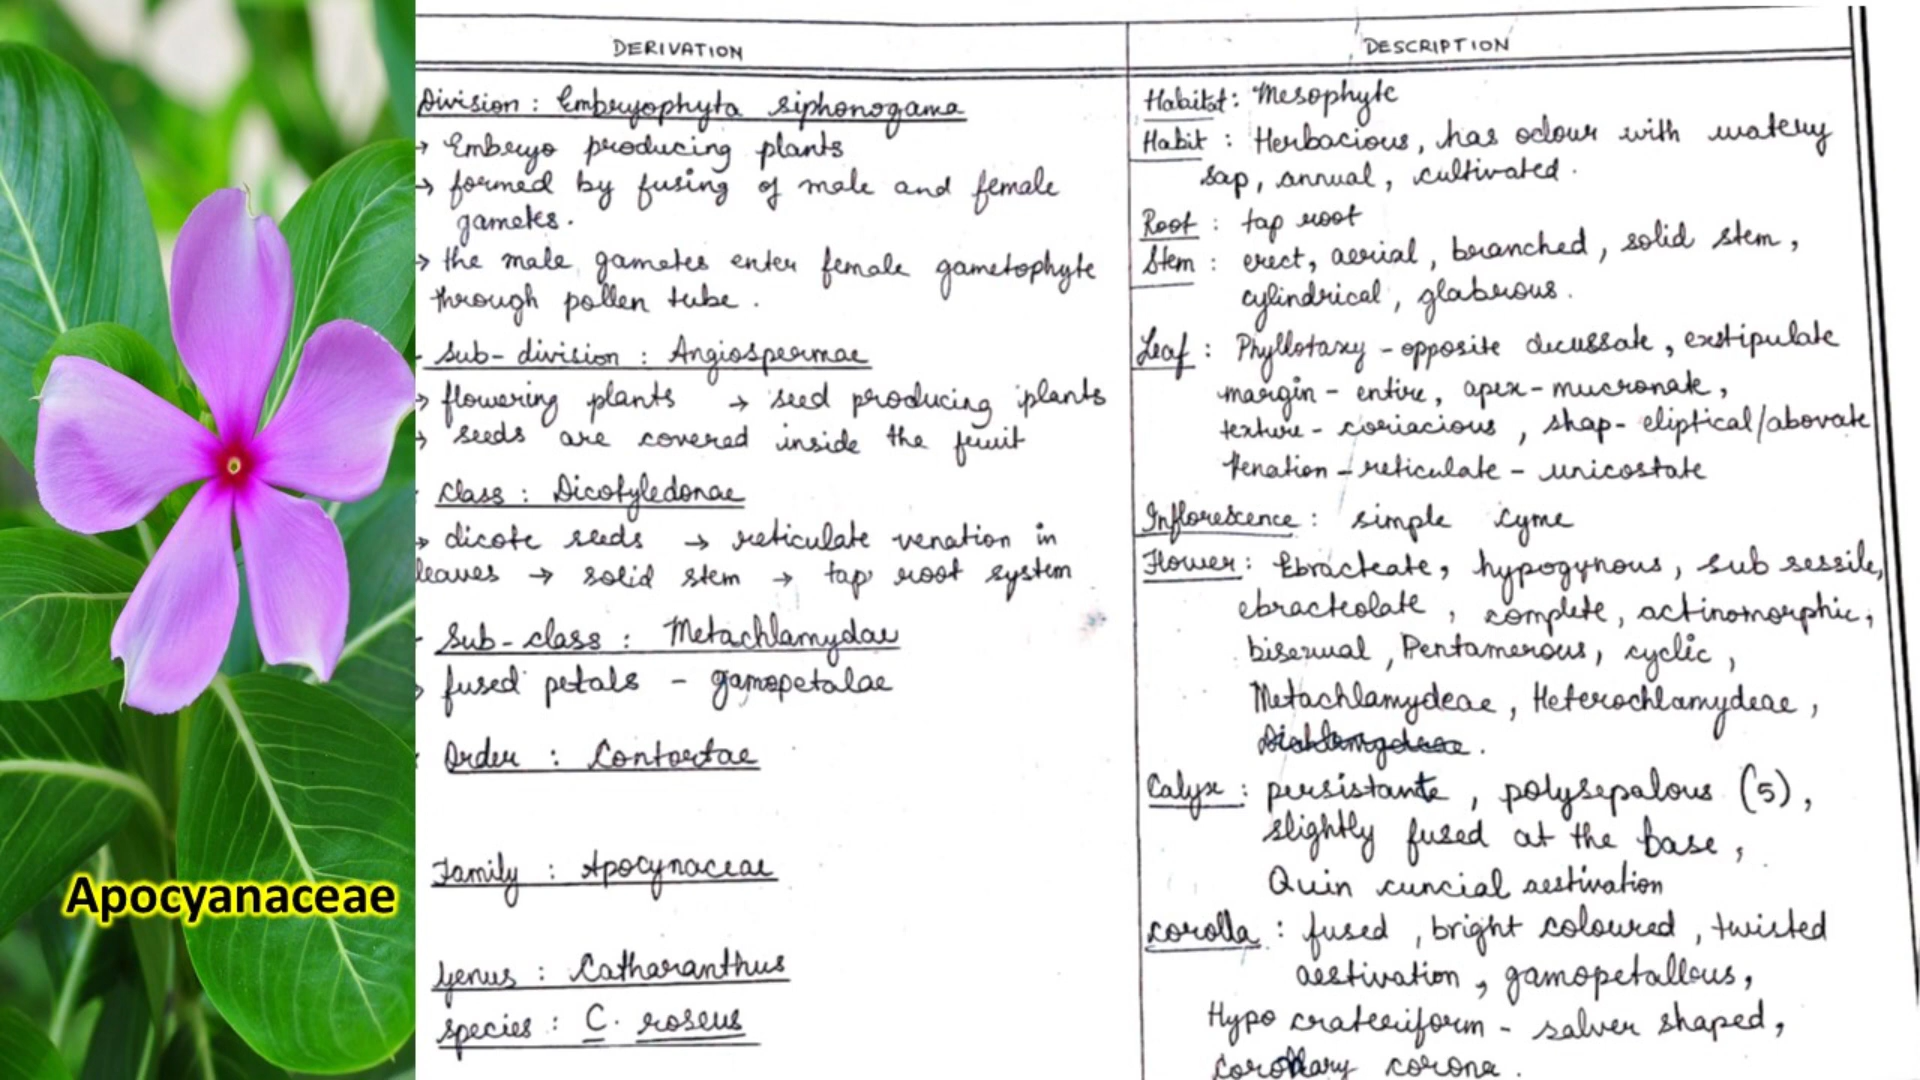 Apocyanaceae
DERIVATION
Division : Embryophyta siphonogama
→ Embryo producing plants
→ formed by fusing of male and female
gametes.
→ the male gametes enter female gametophyte
through pollen tube .
Sub-division : Angiospermae
→ flowering plants → seed producing plants
→ seeds are covered inside the fruit
Class : Dicotyledonae
→ dicote seeds → reticulate venation in
leaves → solid stem → tap root system
Sub-class : Metachlamydae
→ fused petals - gamopetalae
Order : Contortae
Family : Apocynaceae
Genus : Catharanthus
species : C. roseus
DESCRIPTION
Habitat : Mesophyte
Habit : Herbacious, has odour with watery
sap, annual, cultivated.
Root : tap root
Stem : erect, aerial, branched, solid stem,
cylindrical, glabrous.
Leaf : Phyllotaxy - opposite decussate, exstipulate
margin - entire, apex - mucronate,
texture - coriacious, shap - eliptical/abovate
Venation - reticulate - unicostate
Inflorescence : simple cyme
Flower : Ebracteate, hypogynous, sub sessile,
ebracteolate, complete, actinomorphic,
bisexual, Pentamerous, cyclic,
Metachlamydeae, Heterochlamydeae,
Calyx : persistante, polysepalous (5),
slightly fused at the base,
Quin cuncial aestivation
corolla : fused, bright coloured, twisted
aestivation, gamopetallous,
Hypo crateriiform - salver shaped,
corollary corona.